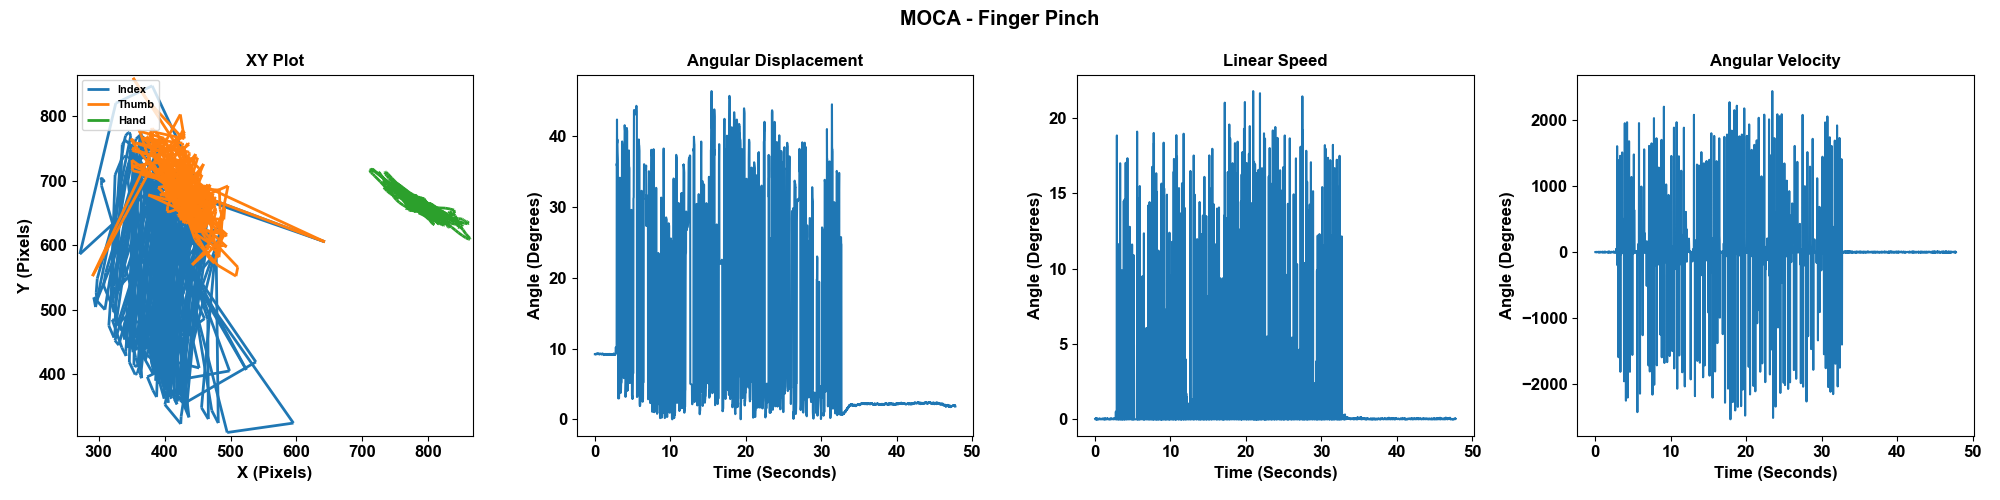 MOCA - Finger Pinch
XY Plot
Index
Thumb
Hand
800
700
600
500
400
Y (Pixels)
300 400 500 600 700 800
X (Pixels)
Angular Displacement
40
30
20
10
0
Angle (Degrees)
0 10 20 30 40 50
Time (Seconds)
Linear Speed
20
15
10
5
0
Angle (Degrees)
0 10 20 30 40 50
Time (Seconds)
Angular Velocity
2000
1000
0
−1000
−2000
Angle (Degrees)
0 10 20 30 40 50
Time (Seconds)